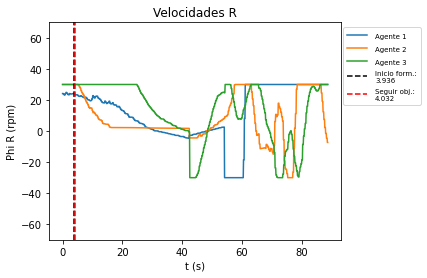 Velocidades R
Phi R (rpm)
60
40
20
0
−20
−40
−60
0
20
40
60
80
t (s)
Agente 1
Agente 2
Agente 3
Inicio form.:
3.936
Seguir obj.:
4.032